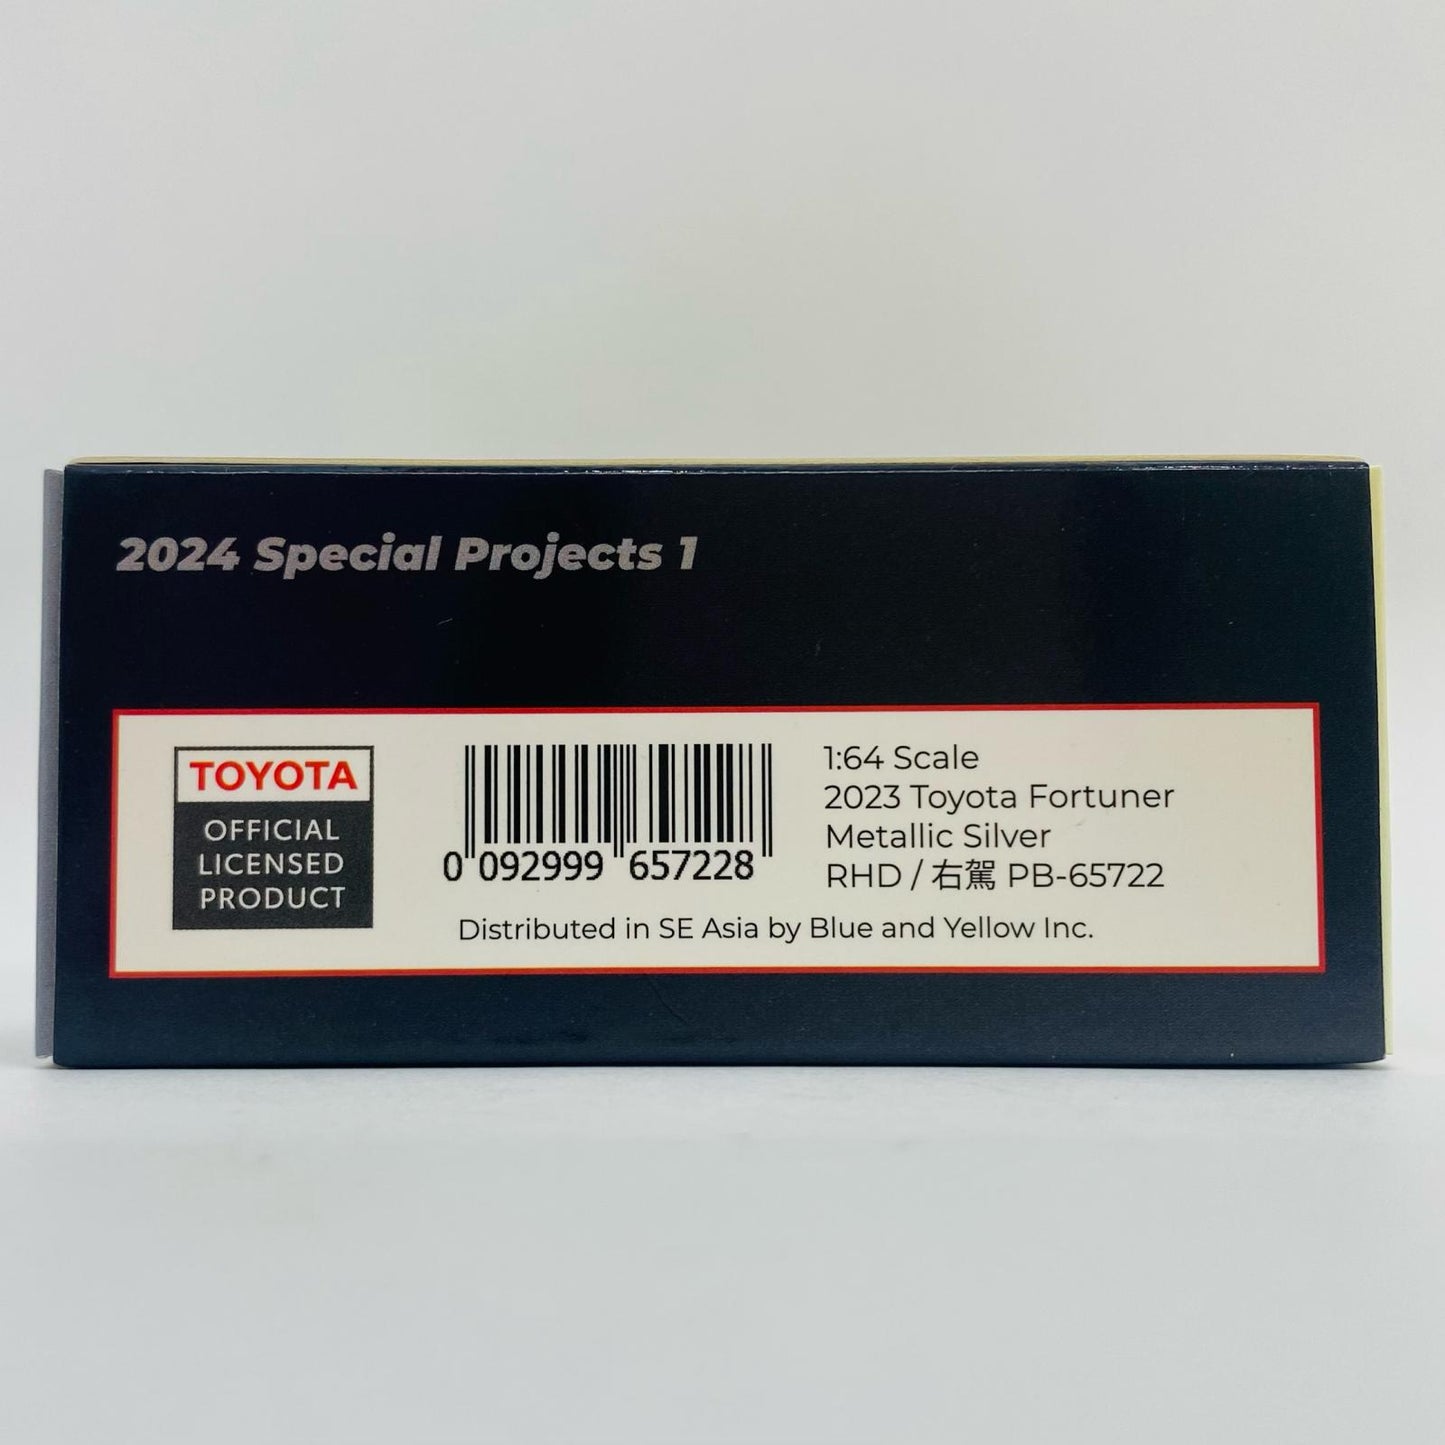 2024 Special Projects 1
TOYOTA
OFFICIAL
LICENSED
PRODUCT
0 092999 657228
1:64 Scale
2023 Toyota Fortuner
Metallic Silver
RHD / 右駕 PB-65722
Distributed in SE Asia by Blue and Yellow Inc.